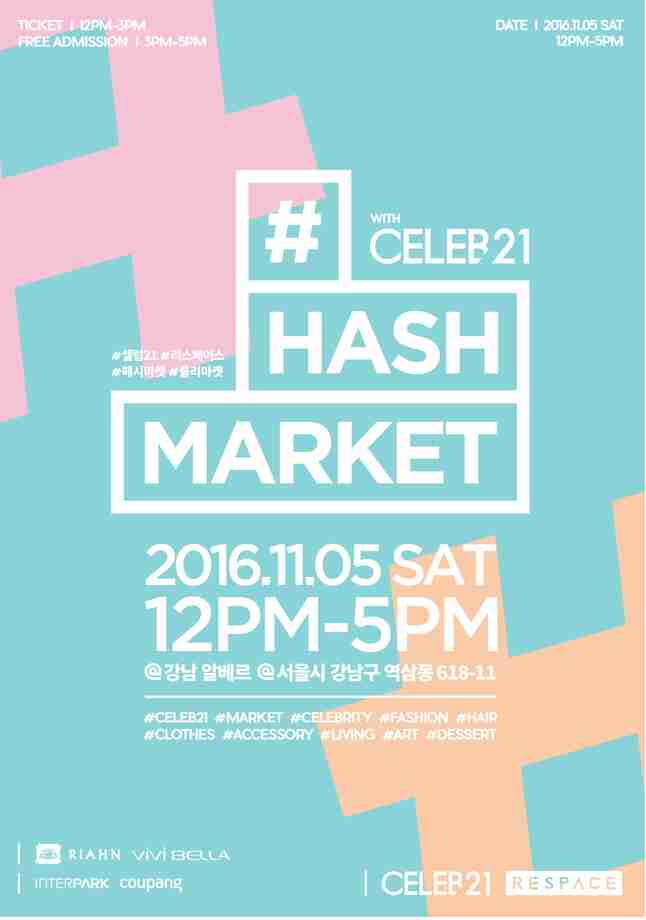 TICKET | 12PM-3PM
FREE ADMISSION | 3PM-5PM
DATE | 2016.11.05 SAT
12PM-5PM
#
WITH
CELEB21
HASH
#셀럽21 #리스페이스
#해시마켓 #플리마켓
MARKET
2016.11.05 SAT
12PM-5PM
@강남 알베르 @서울시 강남구 역삼동 618-11
#CELEB21 #MARKET #CELEBRITY #FASHION #HAIR
#CLOTHES #ACCESSORY #LIVING #ART #DESSERT
RIAHN VIVI BELLA
INTERPARK coupang
CELEB21 RESPACE